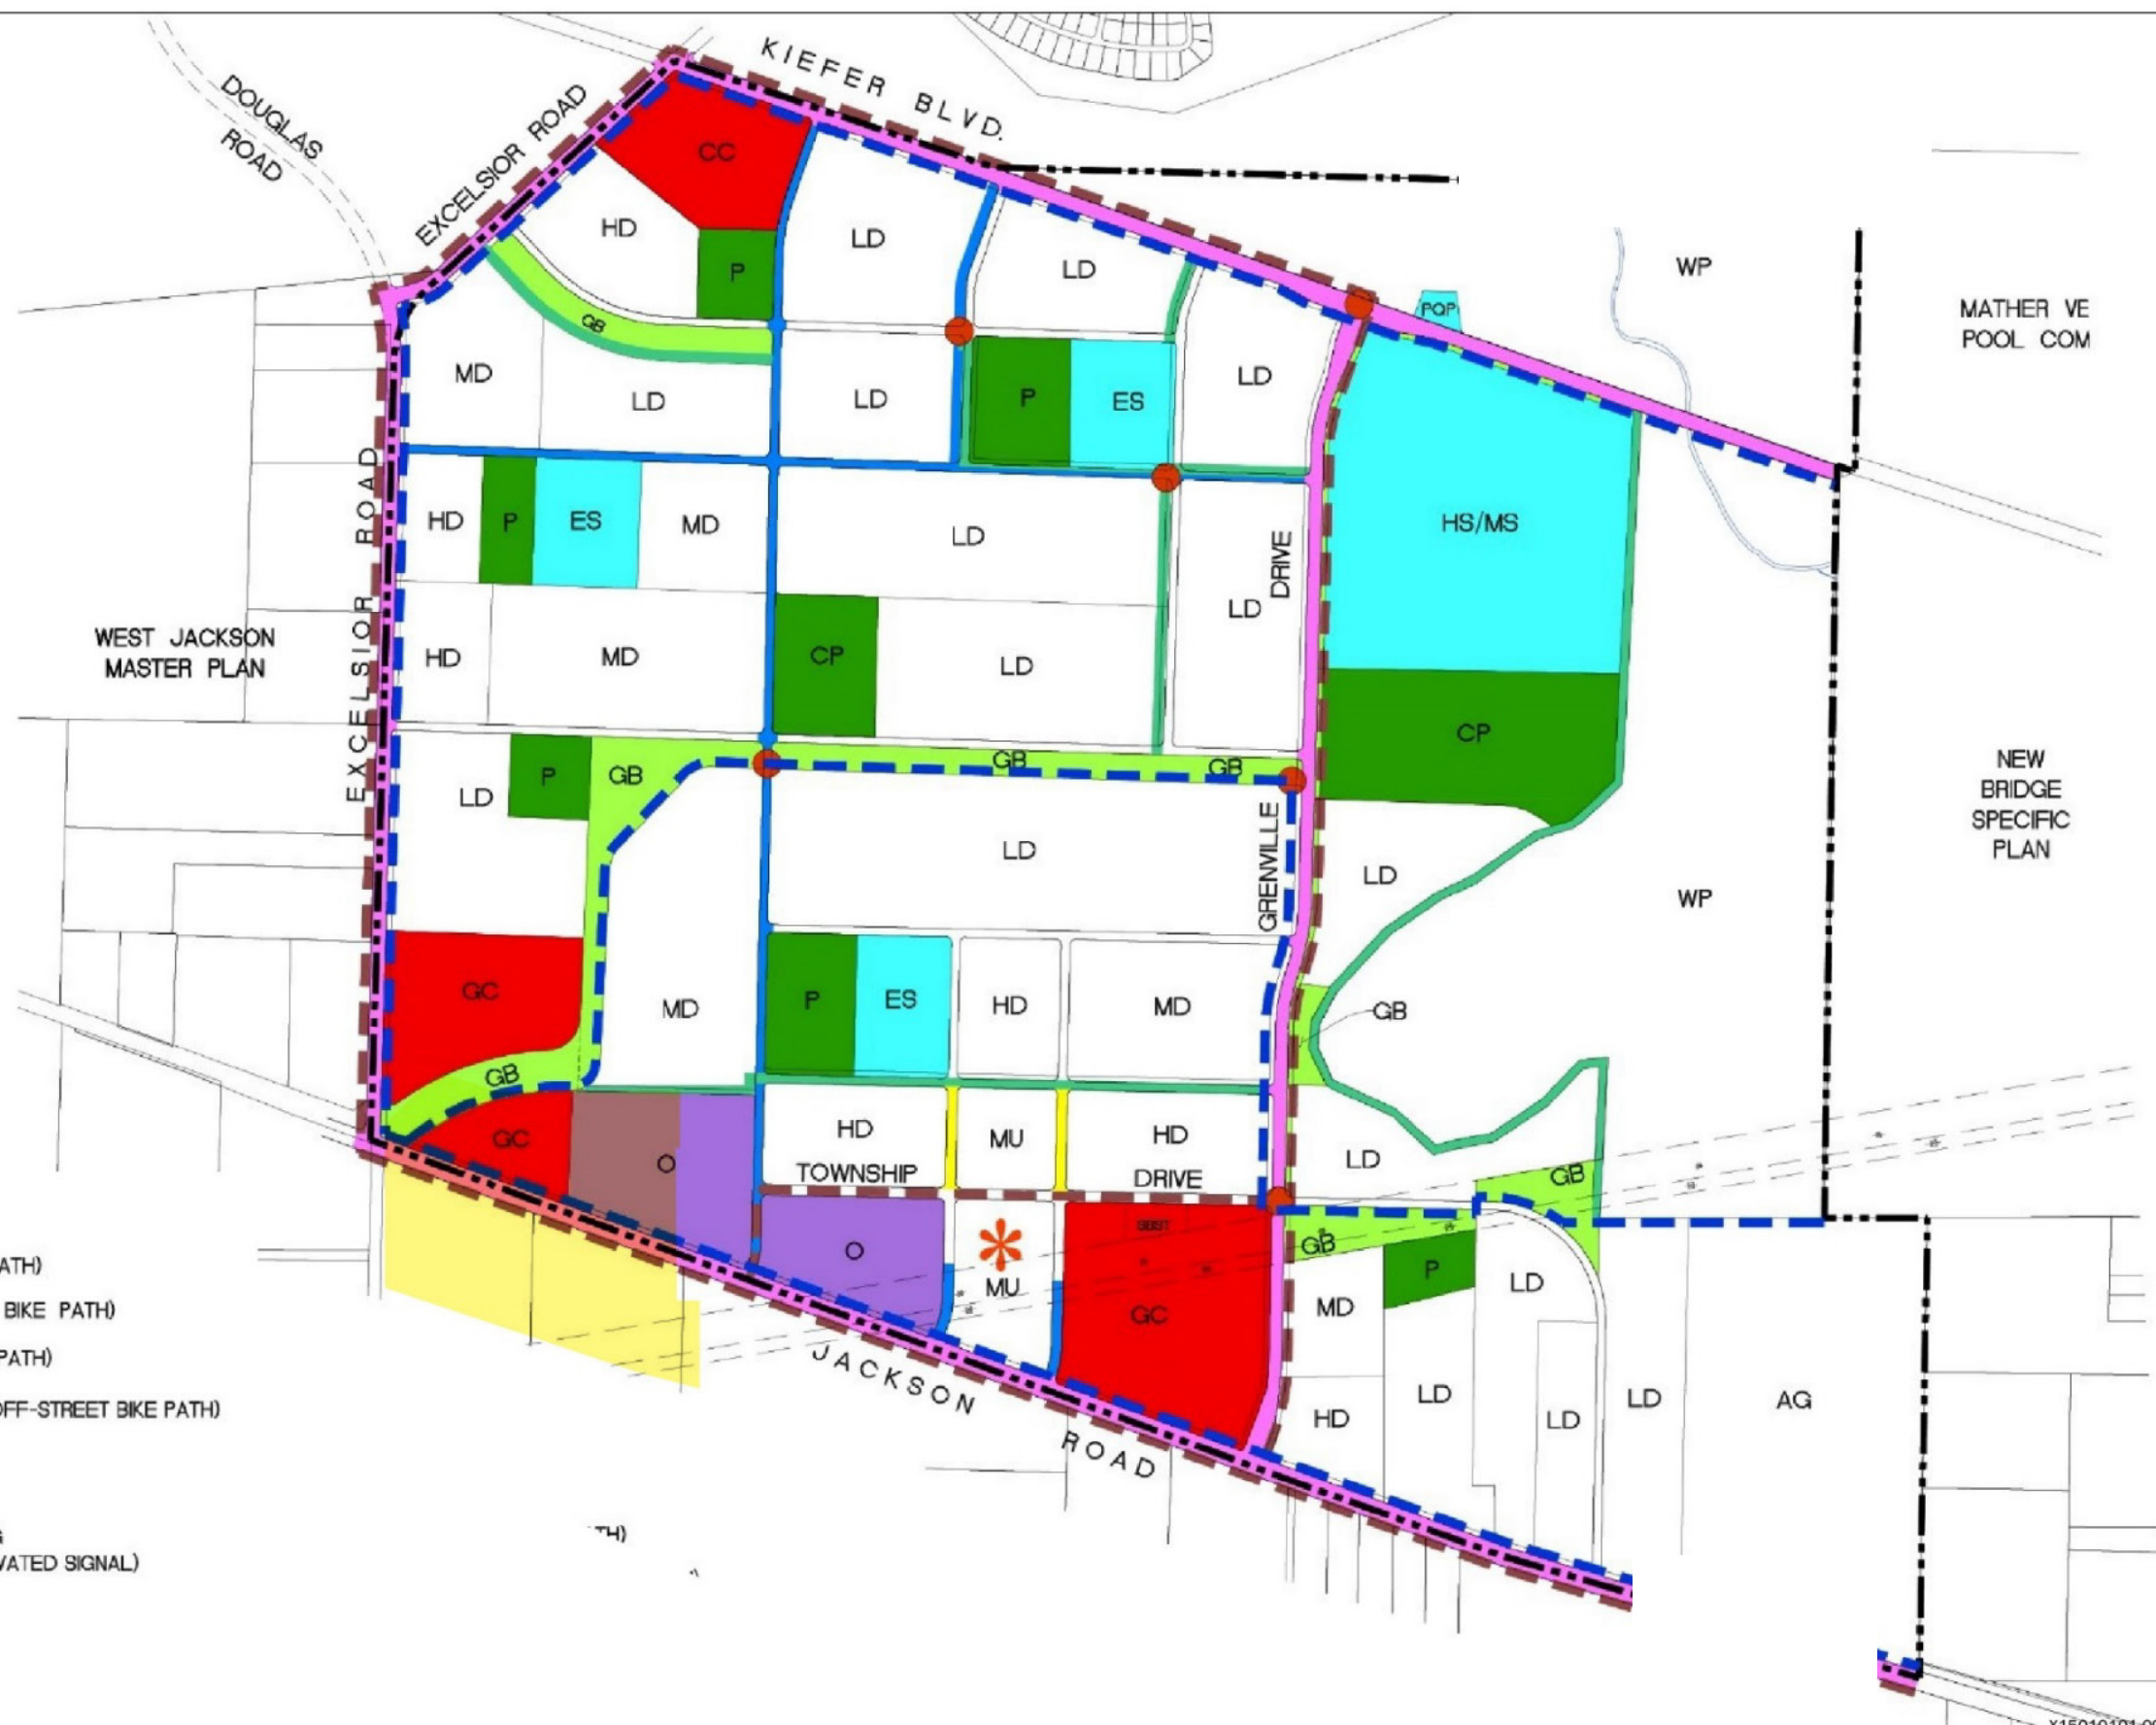 KIEFER BLVD.
DOUGLAS
ROAD
EXCELSIOR ROAD
CC
HD
LD
P
LD
WP
GB
PQP
MATHER VE
POOL COM
MD
LD
LD
P
ES
LD
EXCELSIOR ROAD
HD
P
ES
MD
LD
HS/MS
DRIVE
LD
WEST JACKSON
MASTER PLAN
HD
MD
CP
LD
CP
LD
P
GB
GB
GB
NEW
BRIDGE
SPECIFIC
PLAN
LD
GRENVILLE
LD
WP
GC
MD
P
ES
HD
MD
GB
GB
GC
O
HD
MU
HD
LD
TOWNSHIP
DRIVE
GB
O
MU
GC
GB
P
LD
MD
ATH)
BIKE PATH)
PATH)
OFF-STREET BIKE PATH)
JACKSON
ROAD
HD
LD
LD
LD
AG
TH)
VATED SIGNAL)